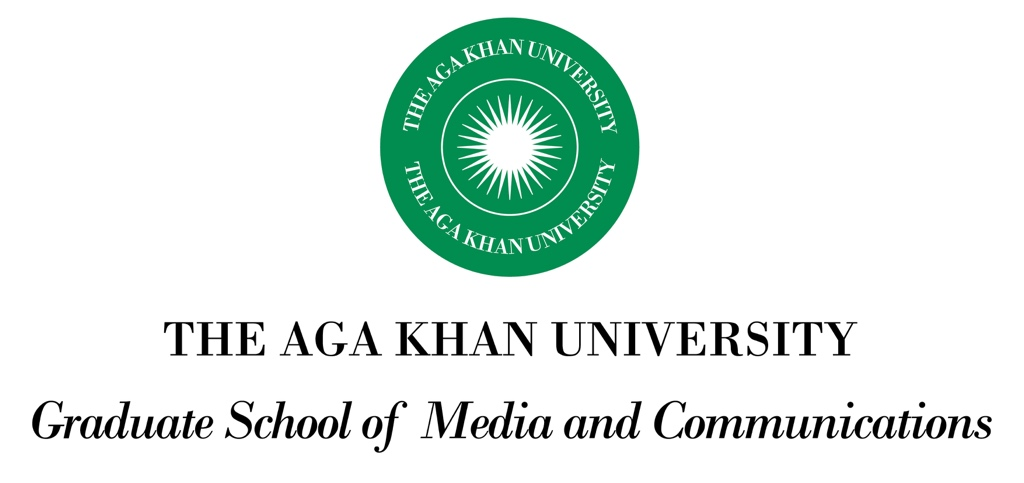 THE AGA KHAN UNIVERSITY
THE AGA KHAN UNIVERSITY
THE AGA KHAN UNIVERSITY
Graduate School of Media and Communications